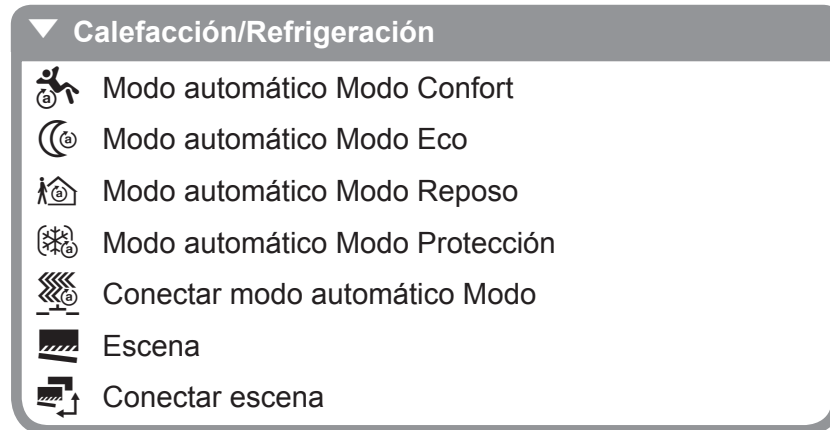 Calefacción/Refrigeración
Modo automático Modo Confort
Modo automático Modo Eco
Modo automático Modo Reposo
Modo automático Modo Protección
Conectar modo automático Modo
Escena
Conectar escena